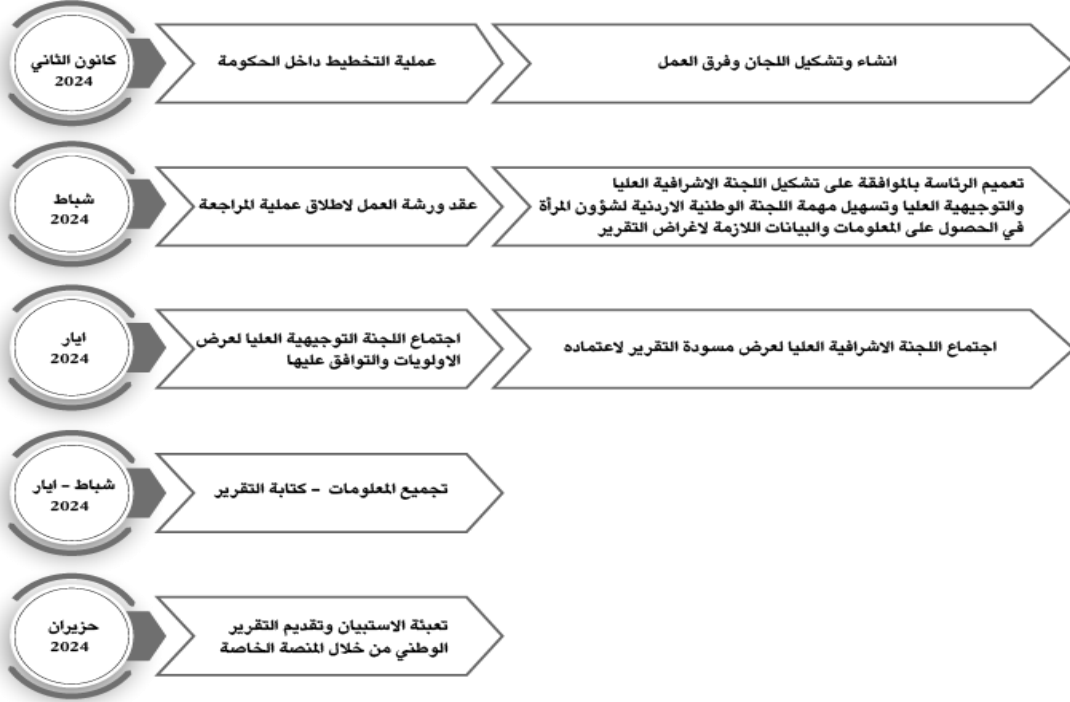 كانون الثاني
2024
عملية التخطيط داخل الحكومة
انشاء وتشكيل اللجان وفرق العمل
شباط
2024
عقد ورشة العمل لاطلاق عملية المراجعة
تعميم الرئاسة بالموافقة على تشكيل اللجنة الاشرافية العليا
والتوجيهية العليا وتسهيل مهمة اللجنة الوطنية الاردنية لشؤون المرأة
في الحصول على المعلومات والبيانات اللازمة لاغراض التقرير
ايار
2024
اجتماع اللجنة التوجيهية العليا لعرض
الاولويات والتوافق عليها
اجتماع اللجنة الاشرافية العليا لعرض مسودة التقرير لاعتماده
شباط – ايار
2024
تجميع المعلومات – كتابة التقرير
حزيران
2024
تعبئة الاستبيان وتقديم التقرير
الوطني من خلال المنصة الخاصة